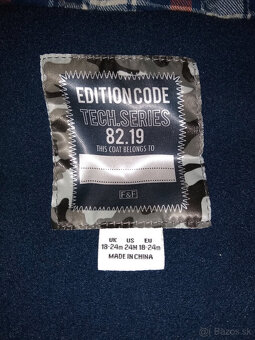 EDITION CODE
TECH.SERIES
82.19
THIS COAT BELONGS TO
F&F
UK US EU
18-24m 24M 18-24m
MADE IN CHINA
Bazos.sk